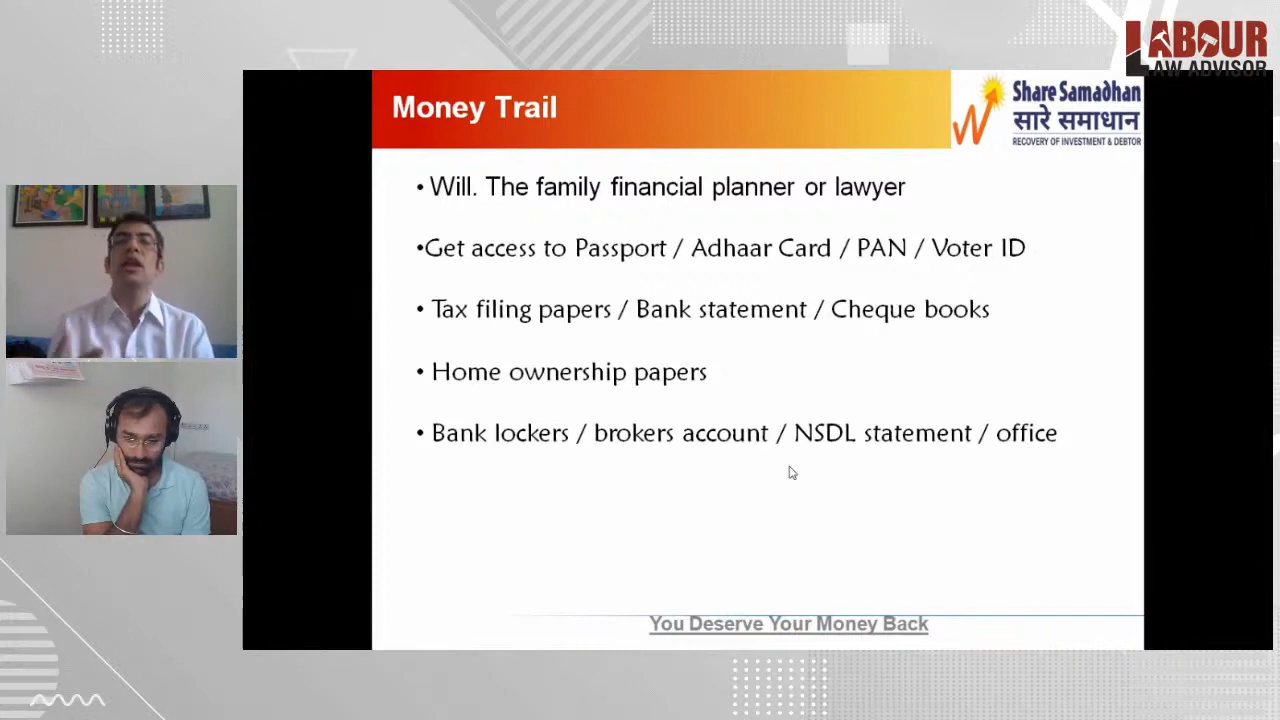 LABOUR
LAW ADVISOR
Money Trail
Share Samadhan
सारे समाधान
RECOVERY OF INVESTMENT & DEBTOR
• Will. The family financial planner or lawyer
•Get access to Passport / Adhaar Card / PAN / Voter ID
• Tax filing papers / Bank statement / Cheque books
• Home ownership papers
• Bank lockers / brokers account / NSDL statement / office
You Deserve Your Money Back